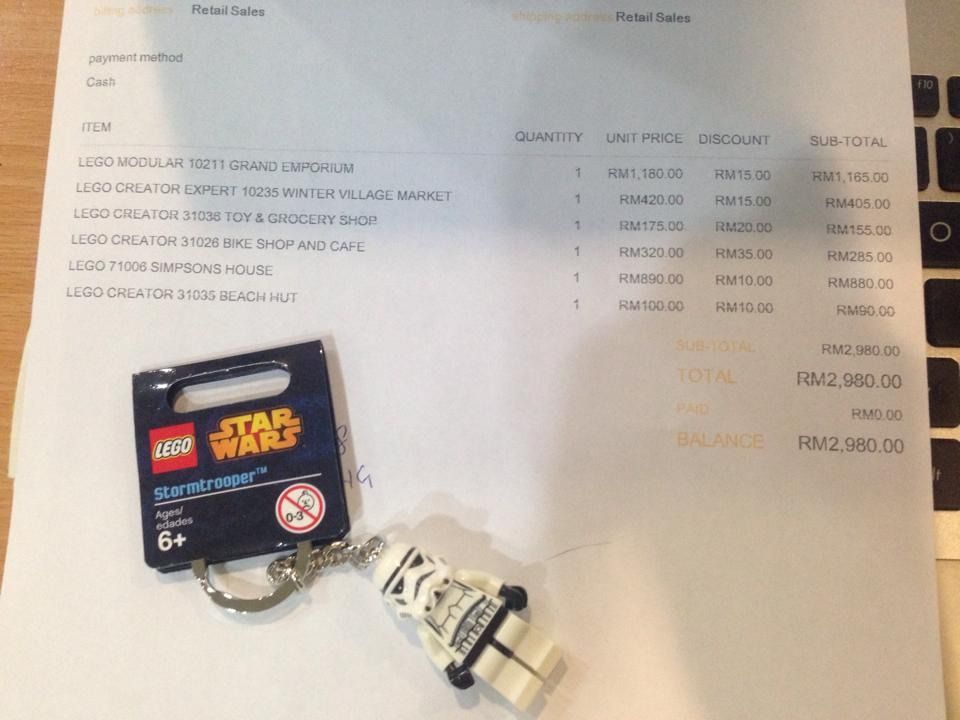 billing address Retail Sales shipping address Retail Sales
payment method
Cash
ITEM QUANTITY UNIT PRICE DISCOUNT SUB-TOTAL
LEGO MODULAR 10211 GRAND EMPORIUM 1 RM1,180.00 RM15.00 RM1,165.00
LEGO CREATOR EXPERT 10235 WINTER VILLAGE MARKET 1 RM420.00 RM15.00 RM405.00
LEGO CREATOR 31036 TOY & GROCERY SHOP 1 RM175.00 RM20.00 RM155.00
LEGO CREATOR 31026 BIKE SHOP AND CAFE 1 RM320.00 RM35.00 RM285.00
LEGO 71006 SIMPSONS HOUSE 1 RM890.00 RM10.00 RM880.00
LEGO CREATOR 31035 BEACH HUT 1 RM100.00 RM10.00 RM90.00
SUB-TOTAL RM2,980.00
TOTAL RM2,980.00
PAID RM0.00
BALANCE RM2,980.00
LEGO STAR WARS
Stormtrooper™
Ages/
edades
6+
0-3
f10